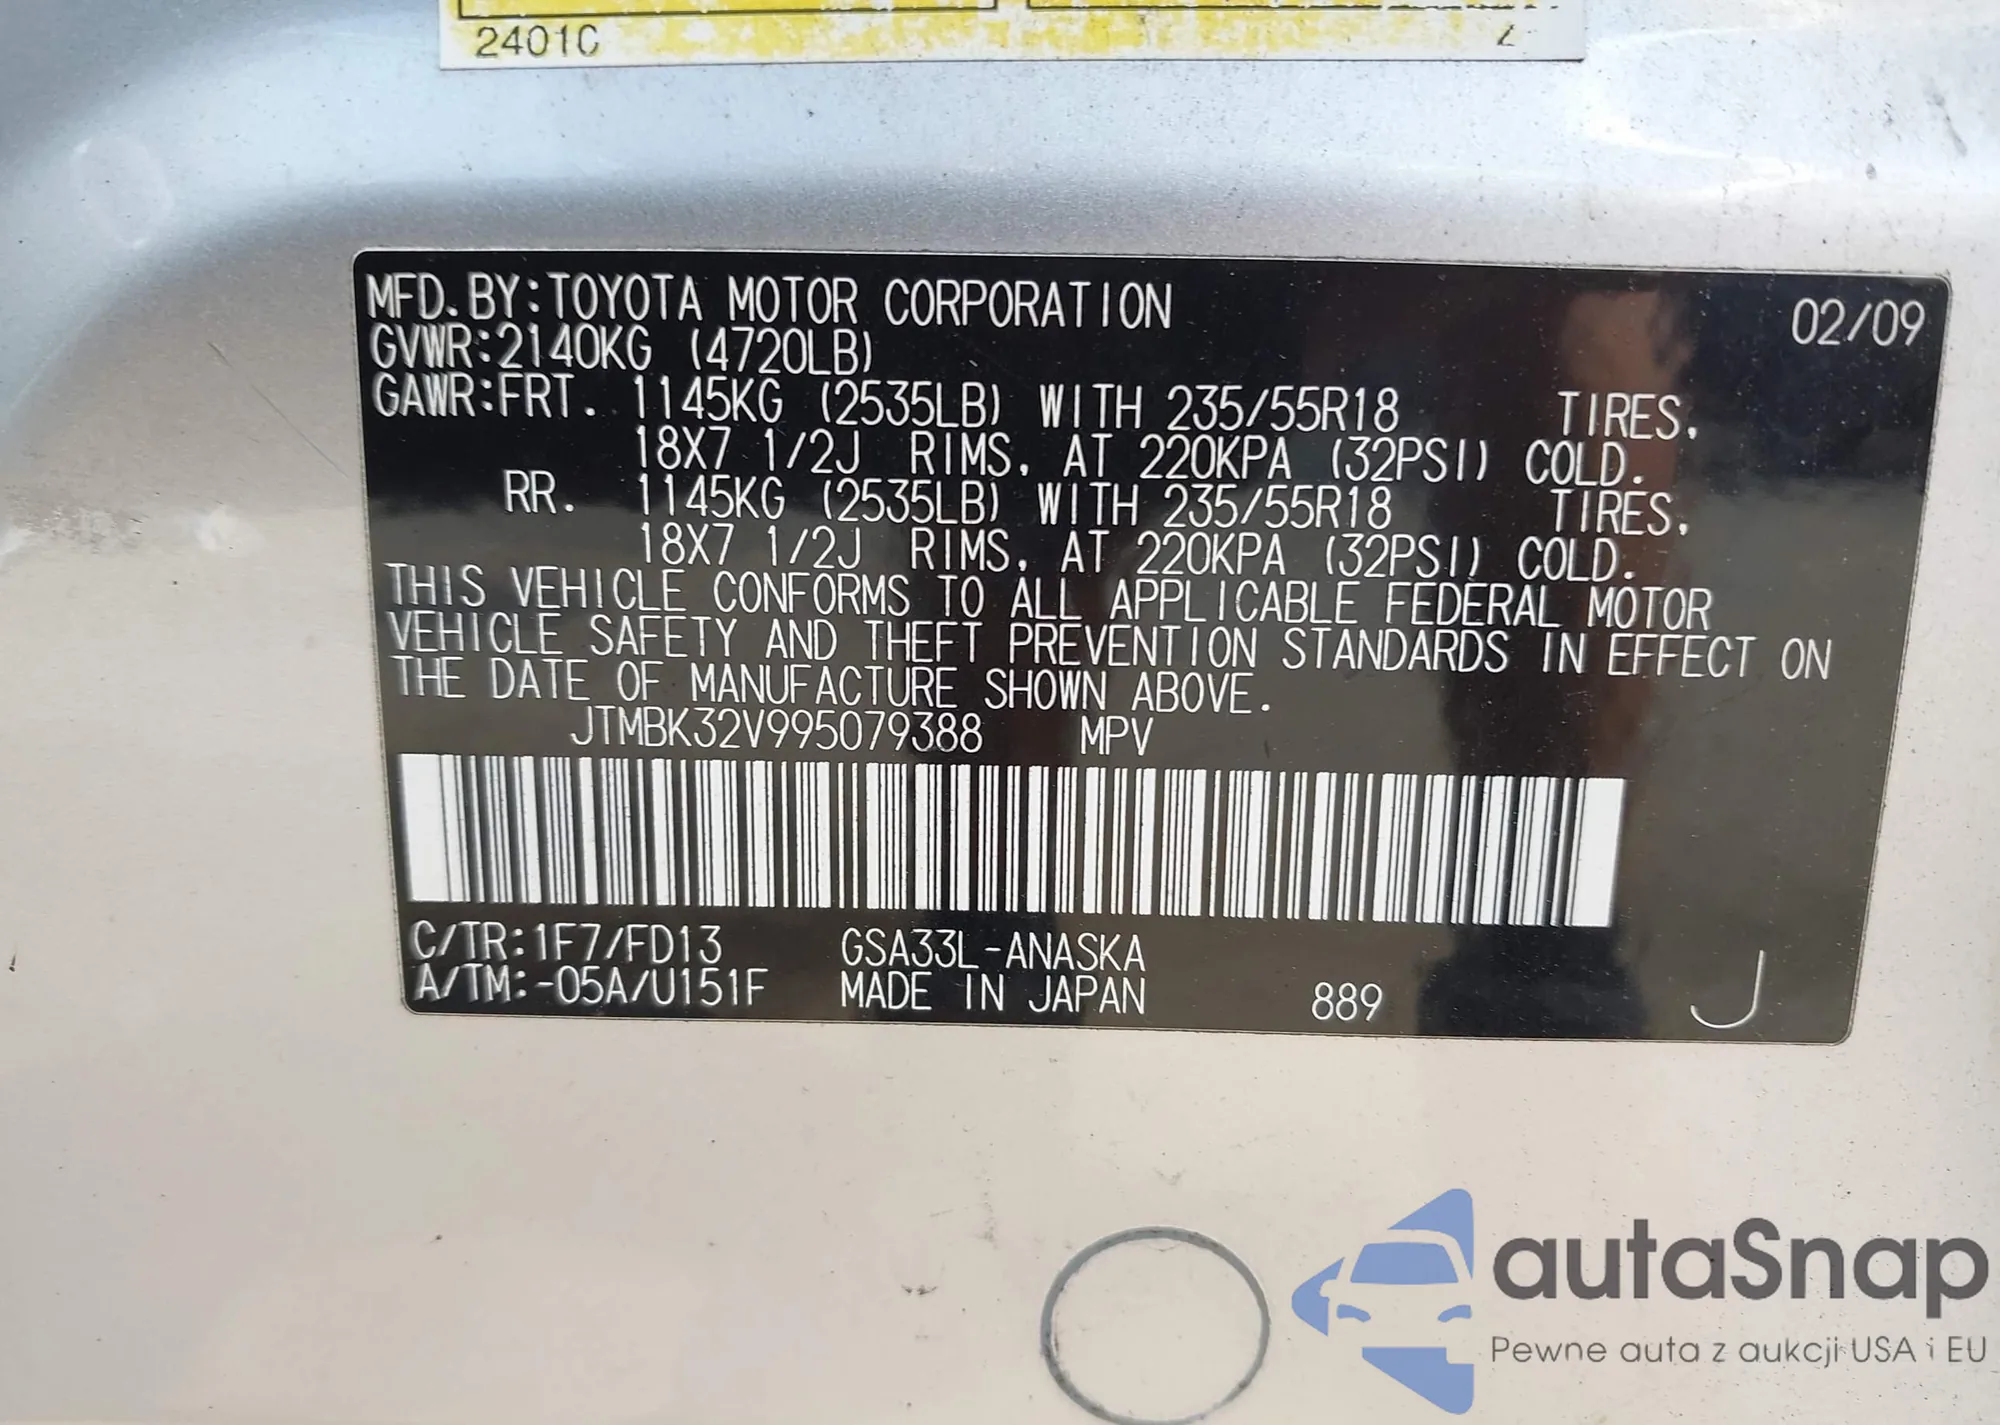 2401C
MFD. BY: TOYOTA MOTOR CORPORATION 02/09
GVWR: 2140KG (4720LB)
GAWR: FRT. 1145KG (2535LB) WITH 235/55R18 TIRES,
18X7 1/2J RIMS, AT 220KPA (32PSI) COLD.
RR. 1145KG (2535LB) WITH 235/55R18 TIRES,
18X7 1/2J RIMS, AT 220KPA (32PSI) COLD.
THIS VEHICLE CONFORMS TO ALL APPLICABLE FEDERAL MOTOR
VEHICLE SAFETY AND THEFT PREVENTION STANDARDS IN EFFECT ON
THE DATE OF MANUFACTURE SHOWN ABOVE.
JTMBK32V995079388 MPV
C/TR: 1F7/FD13 GSA33L-ANASKA
A/TM: -05A/U151F MADE IN JAPAN 889 J
autaSnap
Pewne auta z aukcji USA i EU